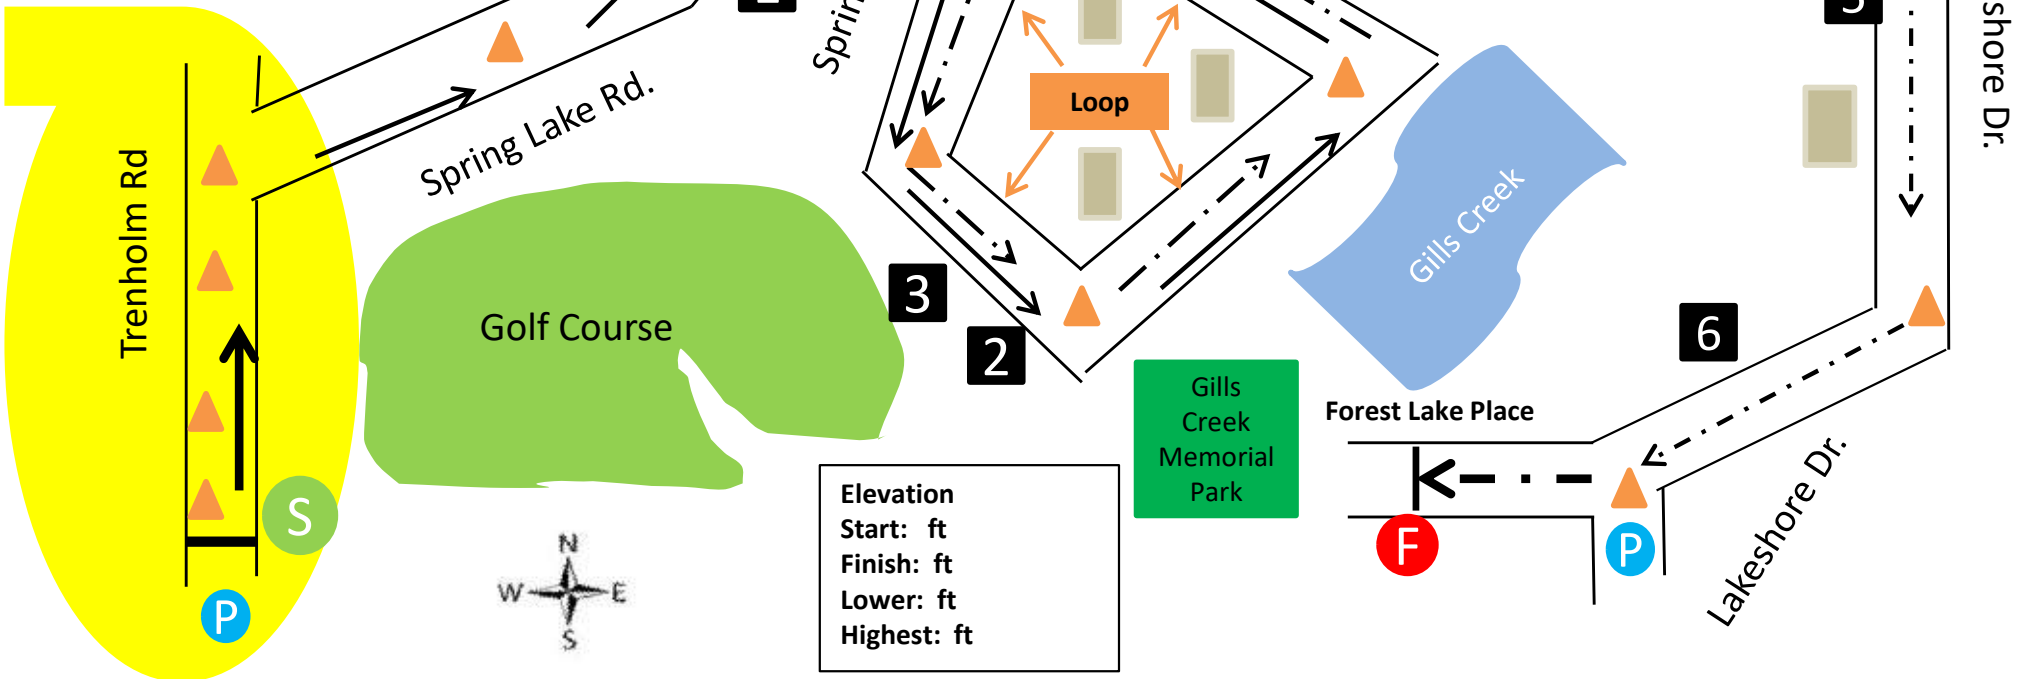 Trenholm Rd
Spring Lake Rd.
Loop
shore Dr.
Golf Course
Gills Creek
3
2
6
Gills
Creek
Memorial
Park
Forest Lake Place
S
F
P
P
Lakeshore Dr.
N
W E
S
Elevation
Start: ft
Finish: ft
Lower: ft
Highest: ft
Sprin